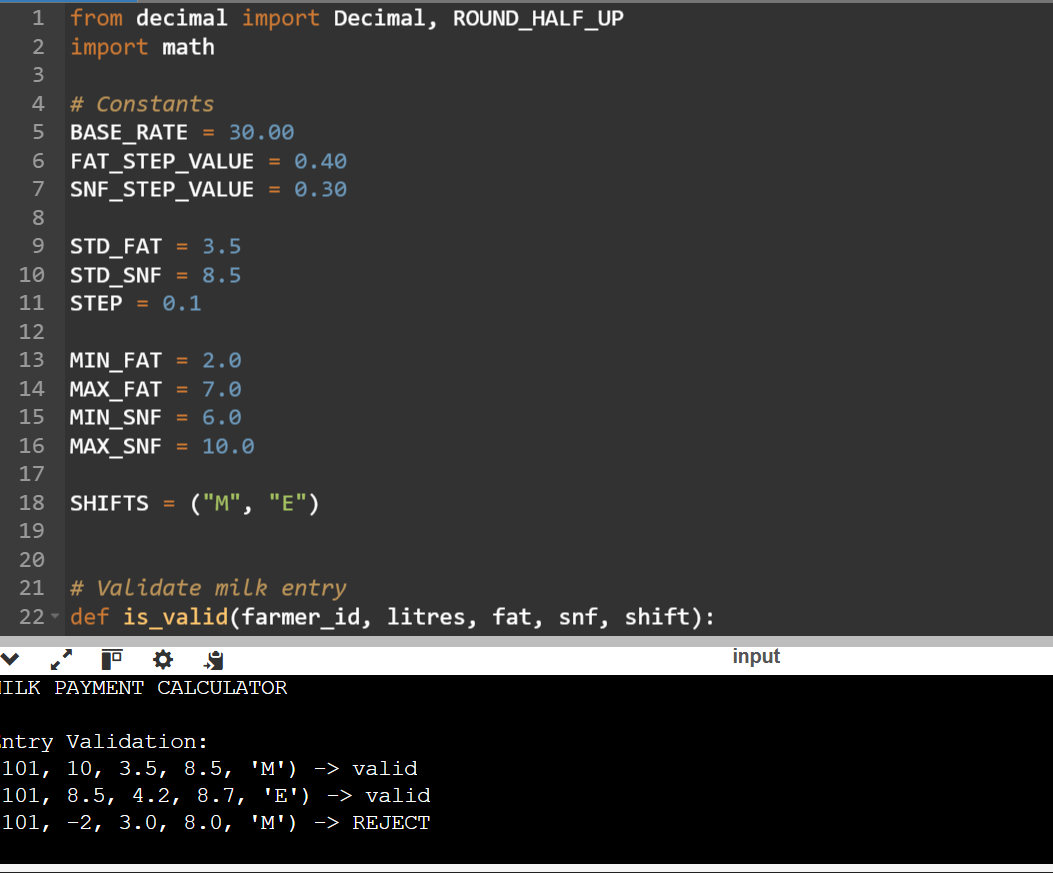 1 from decimal import Decimal, ROUND_HALF_UP
2 import math
3
4 # Constants
5 BASE_RATE = 30.00
6 FAT_STEP_VALUE = 0.40
7 SNF_STEP_VALUE = 0.30
8
9 STD_FAT = 3.5
10 STD_SNF = 8.5
11 STEP = 0.1
12
13 MIN_FAT = 2.0
14 MAX_FAT = 7.0
15 MIN_SNF = 6.0
16 MAX_SNF = 10.0
17
18 SHIFTS = ("M", "E")
19
20
21 # Validate milk entry
22 def is_valid(farmer_id, litres, fat, snf, shift):
input
MILK PAYMENT CALCULATOR
Entry Validation:
101, 10, 3.5, 8.5, 'M') -> valid
101, 8.5, 4.2, 8.7, 'E') -> valid
101, -2, 3.0, 8.0, 'M') -> REJECT